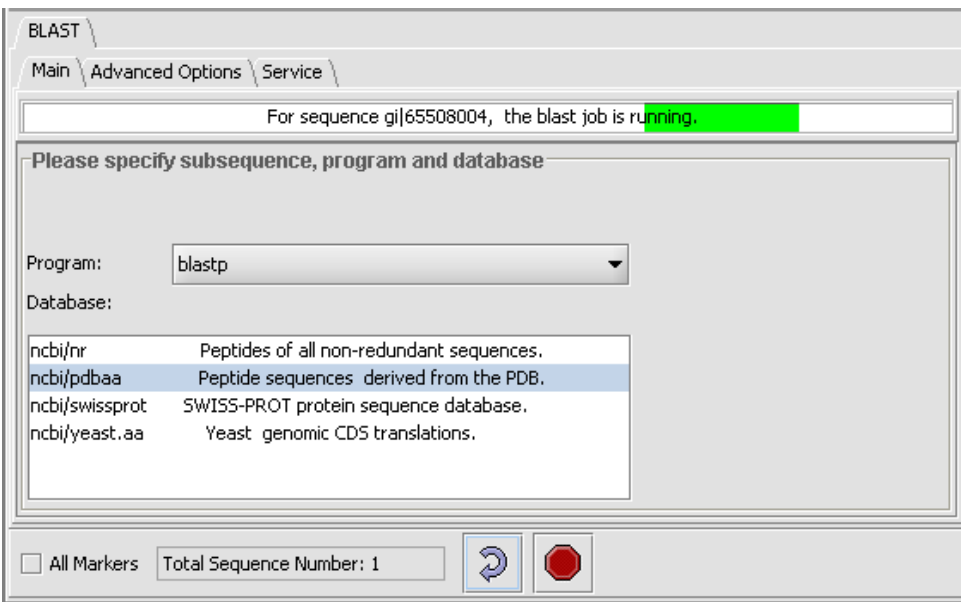 BLAST
Main Advanced Options Service
For sequence gi|65508004, the blast job is running.
Please specify subsequence, program and database
Program: blastp
Database:
ncbi/nr Peptides of all non-redundant sequences.
ncbi/pdbaa Peptide sequences derived from the PDB.
ncbi/swissprot SWISS-PROT protein sequence database.
ncbi/yeast.aa Yeast genomic CDS translations.
All Markers Total Sequence Number: 1